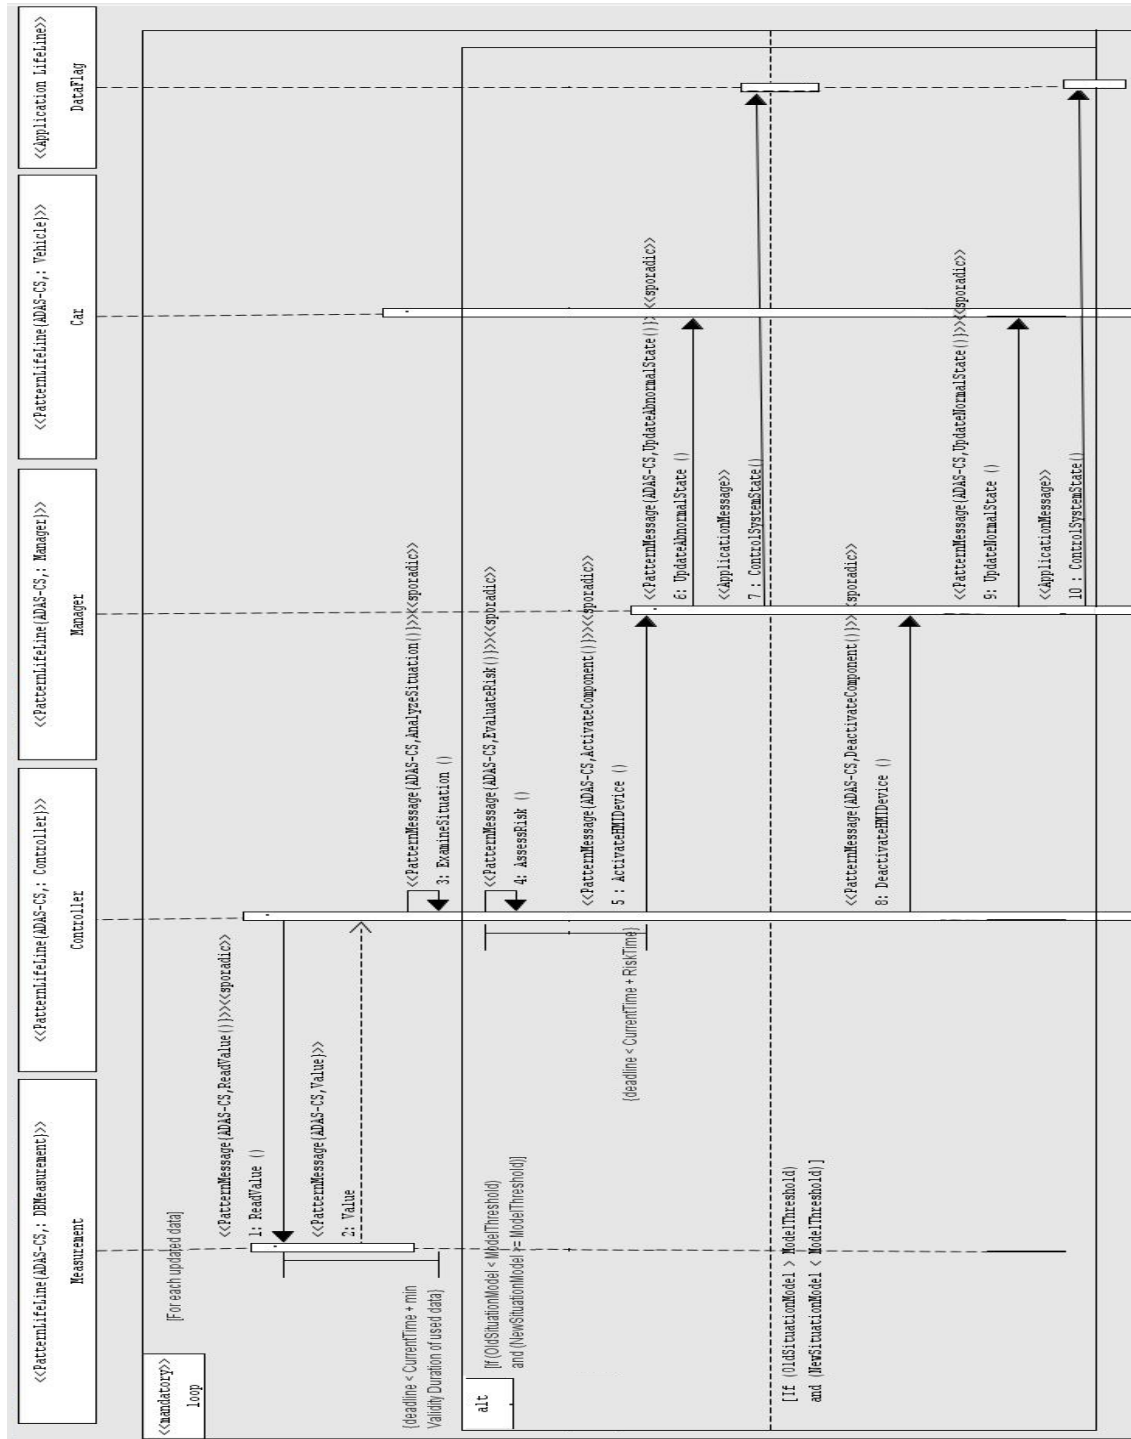 <<PatternLifeLine{ADAS-CS,: DBMeasurement}>>
Measurement
<<PatternLifeLine{ADAS-CS,: Controller}>>
Controller
<<PatternLifeLine{ADAS-CS,: Manager}>>
Manager
<<PatternLifeLine{ADAS-CS,: Vehicle}>>
Car
<<Application LifeLine>>
DataFlag
<<mandatory>>
loop
[For each updated data]
<<PatternMessage{ADAS-CS,ReadValue()}>><<sporadic>>
1: ReadValue ()
<<PatternMessage{ADAS-CS,Value}>>
2: Value
{deadline < CurrentTime + min
Validity Duration of used data}
<<PatternMessage{ADAS-CS,AnalyzeSituation()}>><<sporadic>>
3: ExamineSituation ()
alt
[If (OldSituationModel < ModelThreshold)
and (NewSituationModel >= ModelThreshold)]
<<PatternMessage{ADAS-CS,EvaluateRisk()}>><<sporadic>>
4: AssessRisk ()
<<PatternMessage{ADAS-CS,ActivateComponent()}>><<sporadic>>
5 : ActivateHMIDevice ()
{deadline < CurrentTime + RiskTime}
<<PatternMessage{ADAS-CS,UpdateAbnormalState()}> <<sporadic>>
6: UpdateAbnormalState ()
<<ApplicationMessage>>
7 : ControlSystemState()
[If (OldSituationModel > ModelThreshold)
and (NewSituationModel < ModelThreshold)]
<<PatternMessage{ADAS-CS,DeactivateComponent()}>> <sporadic>>
8: DeactivateHMIDevice ()
<<PatternMessage{ADAS-CS,UpdateNormalState()}>><<sporadic>>
9: UpdateNormalState ()
<<ApplicationMessage>>
10 : ControlSystemState()